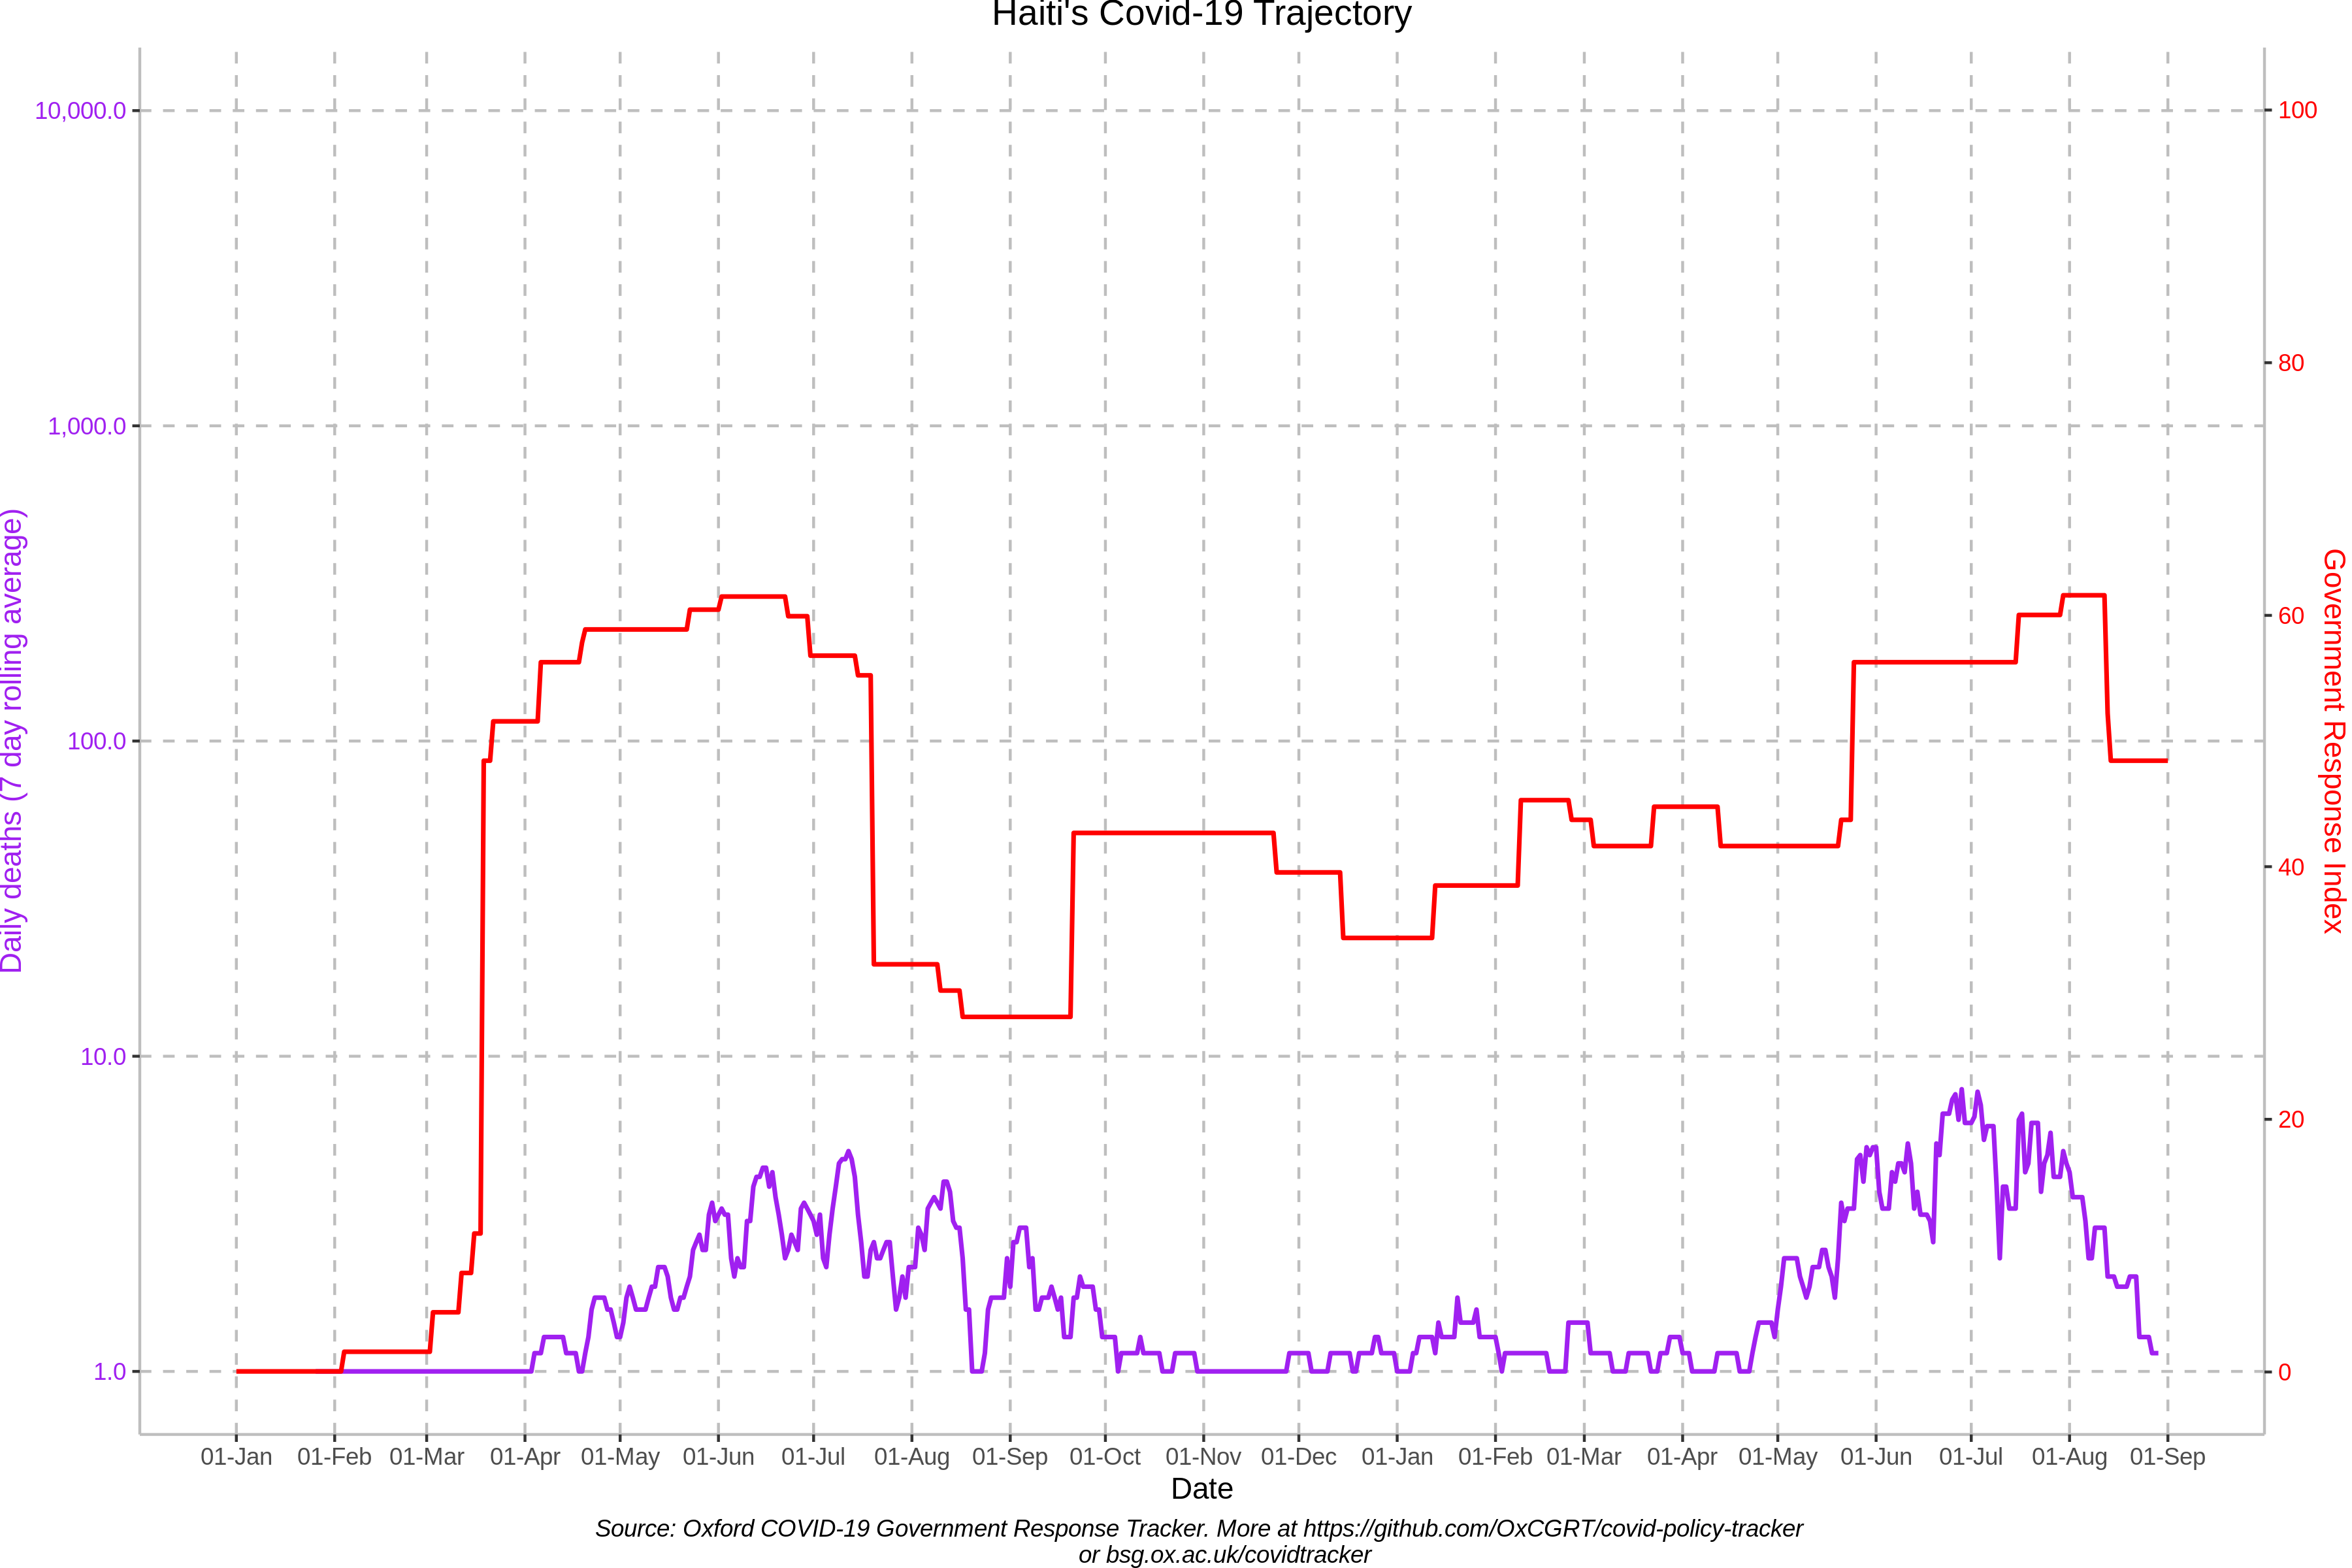 Haiti's Covid-19 Trajectory
10,000.0
1,000.0
100.0
10.0
1.0
Daily deaths (7 day rolling average)
100
80
60
40
20
0
Government Response Index
01-Jan 01-Feb 01-Mar 01-Apr 01-May 01-Jun 01-Jul 01-Aug 01-Sep 01-Oct 01-Nov 01-Dec 01-Jan 01-Feb 01-Mar 01-Apr 01-May 01-Jun 01-Jul 01-Aug 01-Sep
Date
Source: Oxford COVID-19 Government Response Tracker. More at https://github.com/OxCGRT/covid-policy-tracker
or bsg.ox.ac.uk/covidtracker